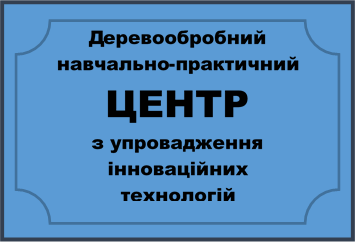 Деревообробний
навчально-практичний
ЦЕНТР
з упровадження
інноваційних
технологій